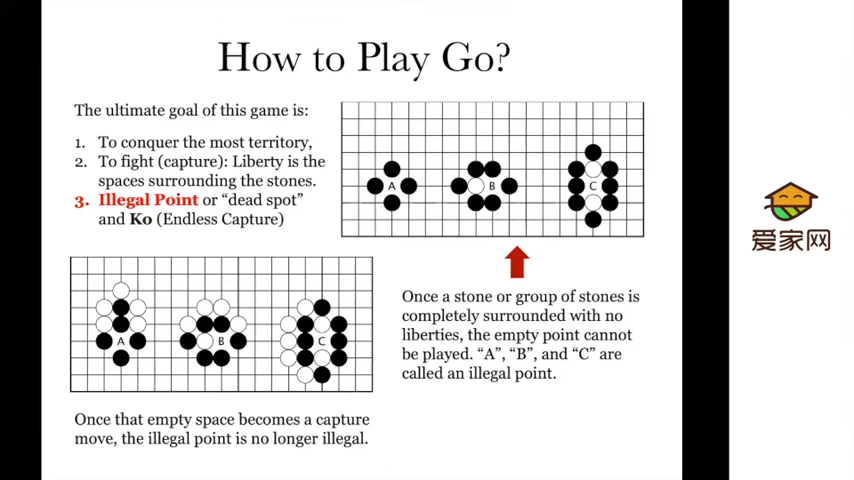 How to Play Go?
The ultimate goal of this game is:
1. To conquer the most territory,
2. To fight (capture): Liberty is the
spaces surrounding the stones.
3. Illegal Point or “dead spot”
and Ko (Endless Capture)
A
B
C
爱家网
A
B
C
Once a stone or group of stones is
completely surrounded with no
liberties, the empty point cannot
be played. “A”, “B”, and “C” are
called an illegal point.
Once that empty space becomes a capture
move, the illegal point is no longer illegal.